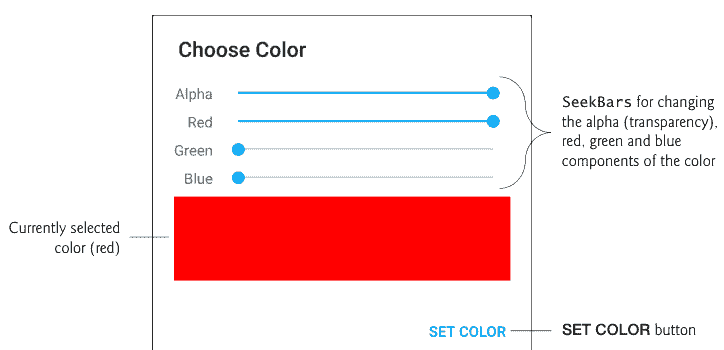 Choose Color
Alpha
Red
Green
Blue
SeekBars for changing
the alpha (transparency),
red, green and blue
components of the color
Currently selected
color (red)
SET COLOR
SET COLOR button